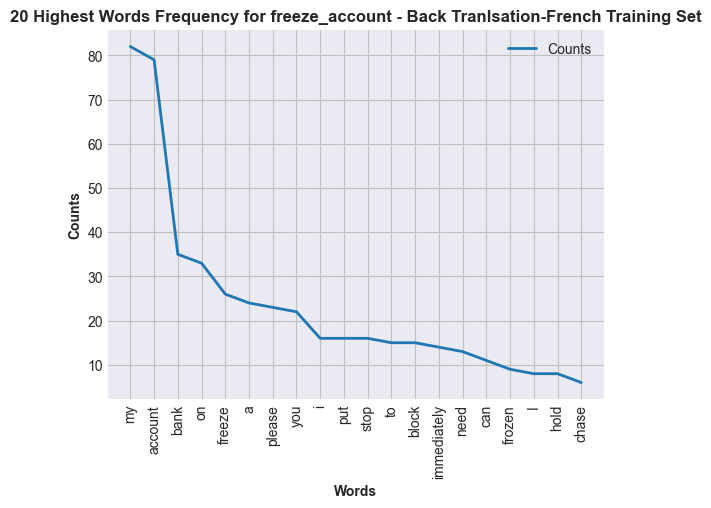 20 Highest Words Frequency for freeze_account - Back Tranlsation-French Training Set
Counts
80
70
60
50
40
30
20
10
Counts
my
account
bank
on
freeze
a
please
you
i
put
stop
to
block
immediately
need
can
frozen
I
hold
chase
Words